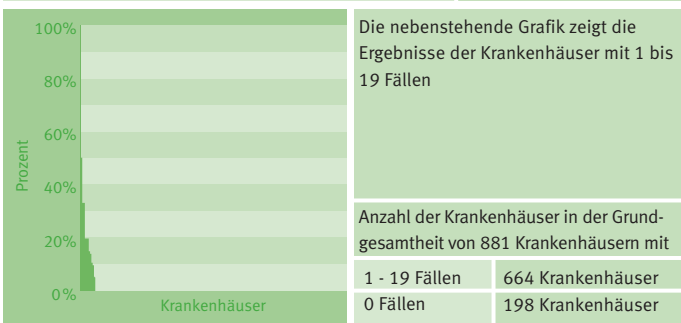 100%
80%
60%
40%
20%
0%
Prozent
Krankenhäuser
Die nebenstehende Grafik zeigt die
Ergebnisse der Krankenhäuser mit 1 bis
19 Fällen
Anzahl der Krankenhäuser in der Grund-
gesamtheit von 881 Krankenhäusern mit
1 - 19 Fällen 664 Krankenhäuser
0 Fällen 198 Krankenhäuser